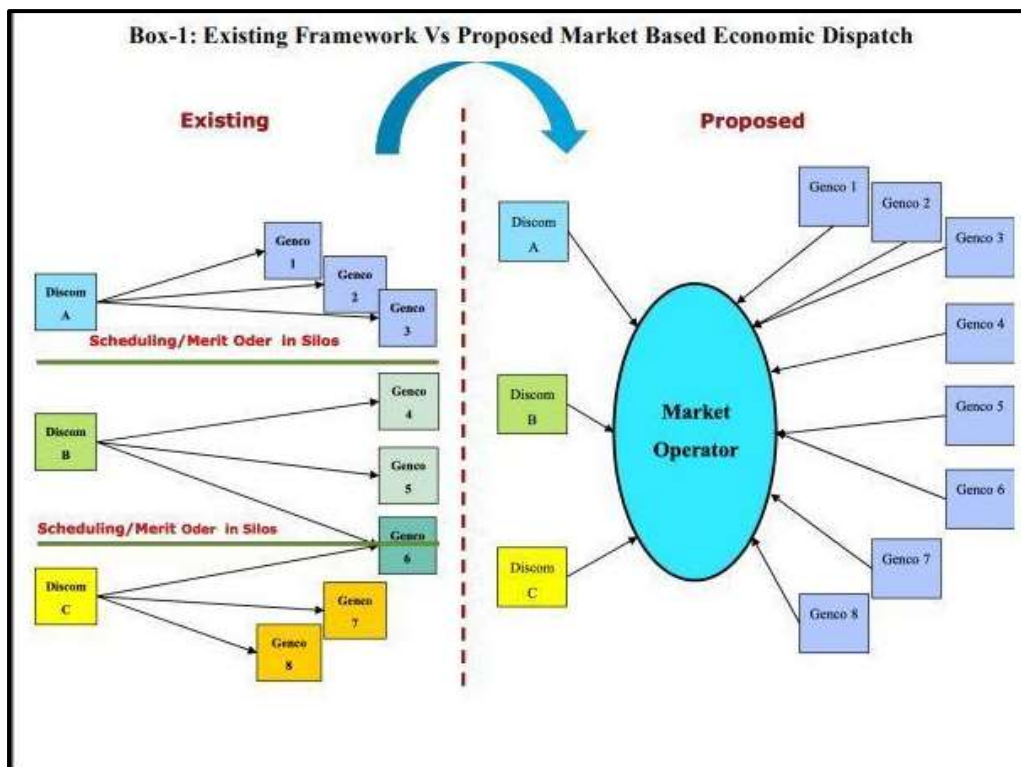 Box-1: Existing Framework Vs Proposed Market Based Economic Dispatch
Existing
Genco
1
Genco
2
Genco
3
Discom
A
Scheduling/Merit Oder in Silos
Genco
4
Discom
B
Genco
5
Scheduling/Merit Oder in Silos
Genco
6
Discom
C
Genco
7
Genco
8
Proposed
Genco 1
Genco 2
Genco 3
Discom
A
Genco 4
Discom
B
Market
Operator
Genco 5
Genco 6
Discom
C
Genco 7
Genco 8